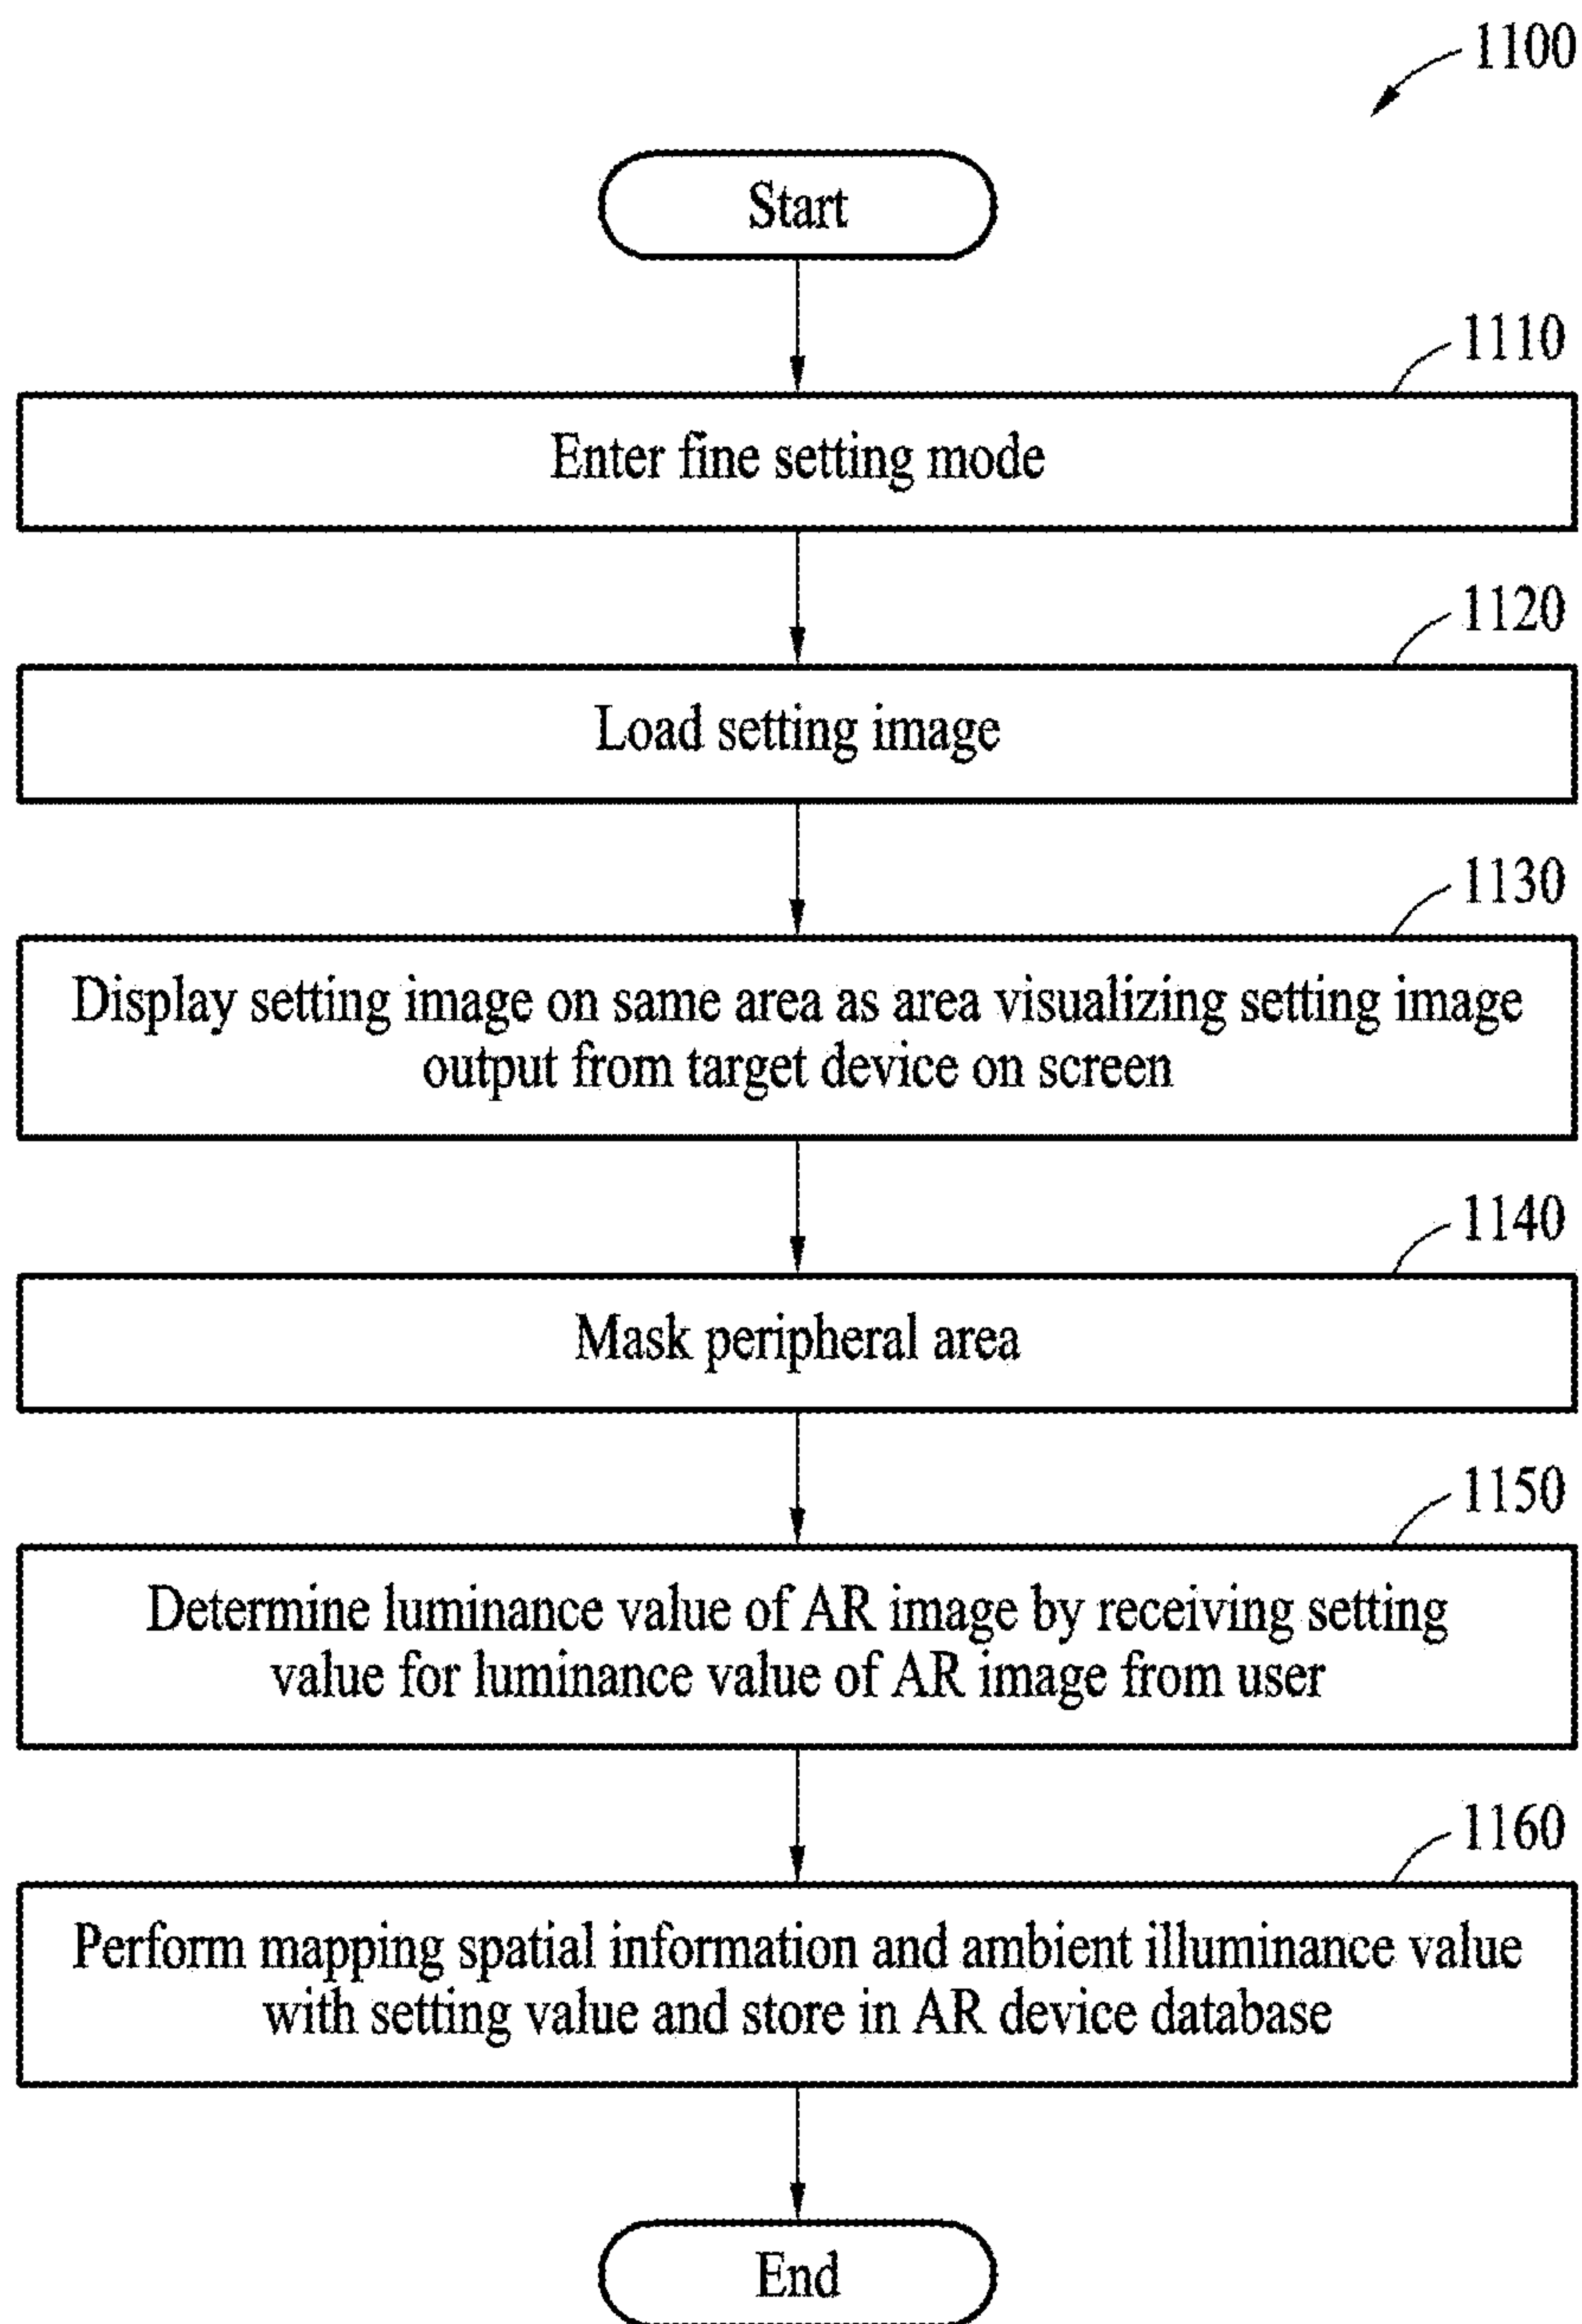 1100
Start
1110
Enter fine setting mode
1120
Load setting image
1130
Display setting image on same area as area visualizing setting image
output from target device on screen
1140
Mask peripheral area
1150
Determine luminance value of AR image by receiving setting
value for luminance value of AR image from user
1160
Perform mapping spatial information and ambient illuminance value
with setting value and store in AR device database
End